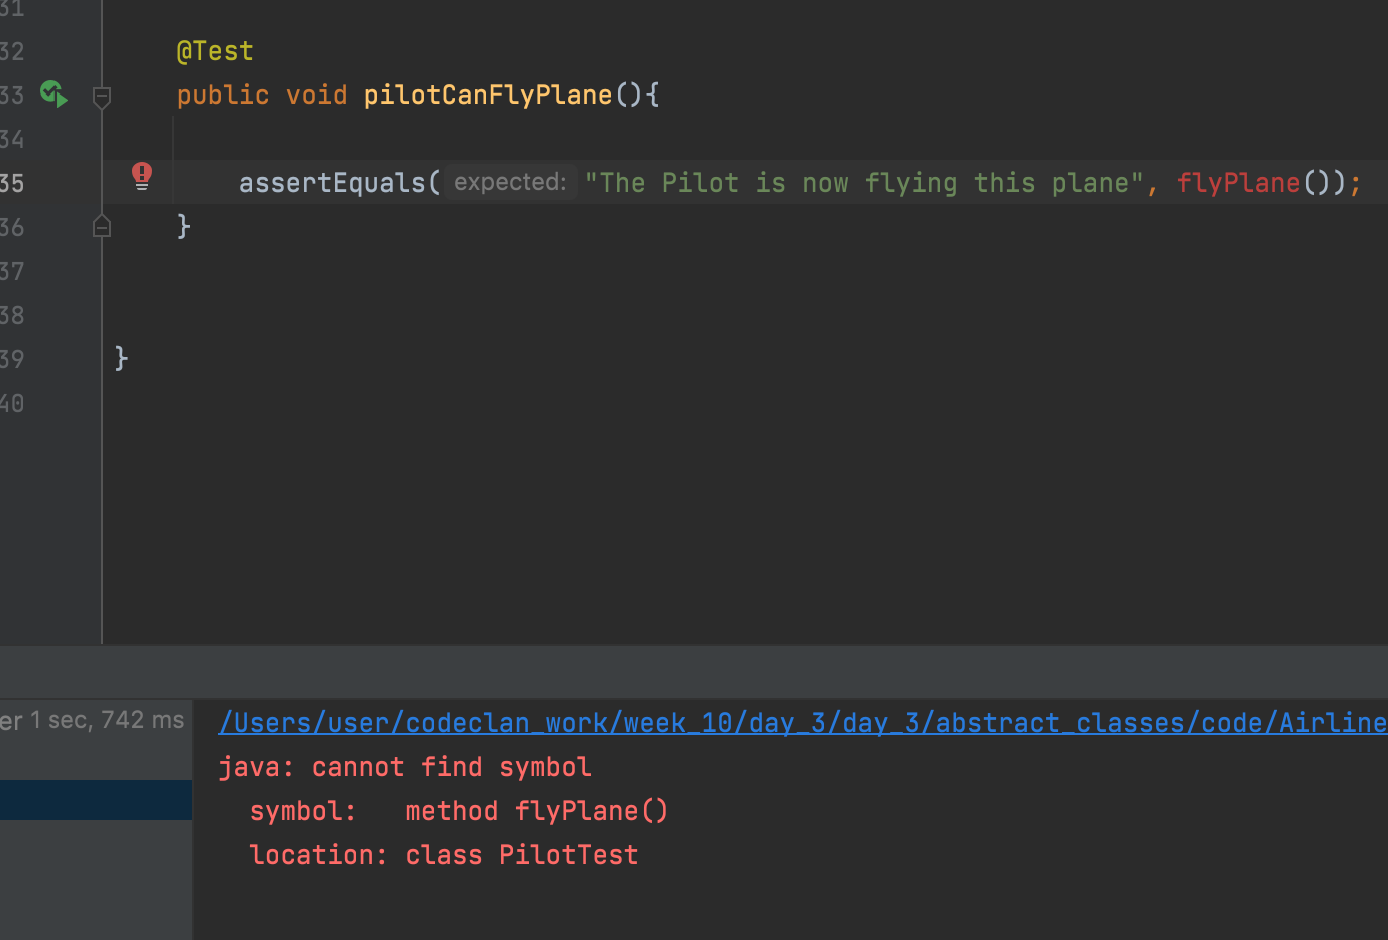 31
32 @Test
33 public void pilotCanFlyPlane(){
34
35 assertEquals( expected: "The Pilot is now flying this plane", flyPlane());
36 }
37
38
39 }
40
er 1 sec, 742 ms
/Users/user/codeclan_work/week_10/day_3/day_3/abstract_classes/code/Airline
java: cannot find symbol
symbol: method flyPlane()
location: class PilotTest